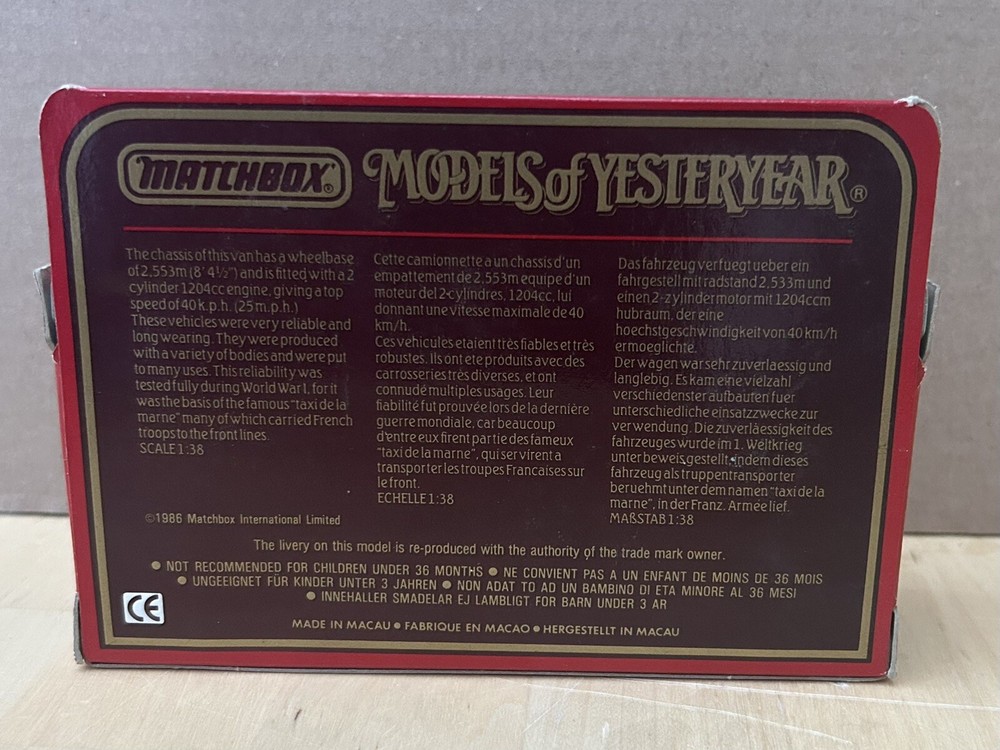 MATCHBOX®
MODELS of YESTERYEAR®
The chassis of this van has a wheelbase
of 2,553m (8' 4½") and is fitted with a 2
cylinder 1204cc engine, giving a top
speed of 40 k.p.h. (25 m.p.h.)
These vehicles were very reliable and
long wearing. They were produced
with a variety of bodies and were put
to many uses. This reliability was
tested fully during World War I, for it
was the basis of the famous "taxi de la
marne" many of which carried French
troops to the front lines.
SCALE 1:38
Cette camionnette a un chassis d'un
empattement de 2,553m equipe d'un
moteur del 2-cylindres, 1204cc, lui
donnant une vitesse maximale de 40
km/h.
Ces vehicules etaient très fiables et très
robustes. Ils ont ete produits avec des
carrosseries très diverses, et ont
connudé multiples usages. Leur
fiabilité fut prouvée lors de la dernière
guerre mondiale, car beaucoup
d'entre eux firent partie des fameux
"taxi de la marne", qui servirent a
transporter les troupes Francaises sur
le front.
ECHELLE 1:38
Das fahrzeug verfuegt ueber ein
fahrgestell mit radstand 2,533m und
einen 2-zylindermotor mit 1204ccm
hubraum, der eine
hoechstgeschwindigkeit von 40 km/h
ermoeglichte.
Der wagen war sehr zuverlaessig und
langlebig. Es kam eine vielzahl
verschiedenster aufbauten fuer
unterschiedliche einsatzzwecke zur
verwendung. Die zuverlaessigkeit des
fahrzeuges wurde im 1. Weltkrieg
unter beweis gestellt, indem dieses
fahrzeug als truppentransporter
beruehmt unter dem namen "taxi de la
marne", in der Franz. Armee lief.
MAßSTAB 1:38
©1986 Matchbox International Limited
The livery on this model is re-produced with the authority of the trade mark owner.
● NOT RECOMMENDED FOR CHILDREN UNDER 36 MONTHS ● NE CONVIENT PAS A UN ENFANT DE MOINS DE 36 MOIS
● UNGEEIGNET FÜR KINDER UNTER 3 JAHREN ● NON ADAT TO AD UN BAMBINO DI ETA MINORE AL 36 MESI
● INNEHALLER SMADELAR EJ LAMBLIGT FOR BARN UNDER 3 AR
CE
MADE IN MACAU ● FABRIQUE EN MACAO ● HERGESTELLT IN MACAU